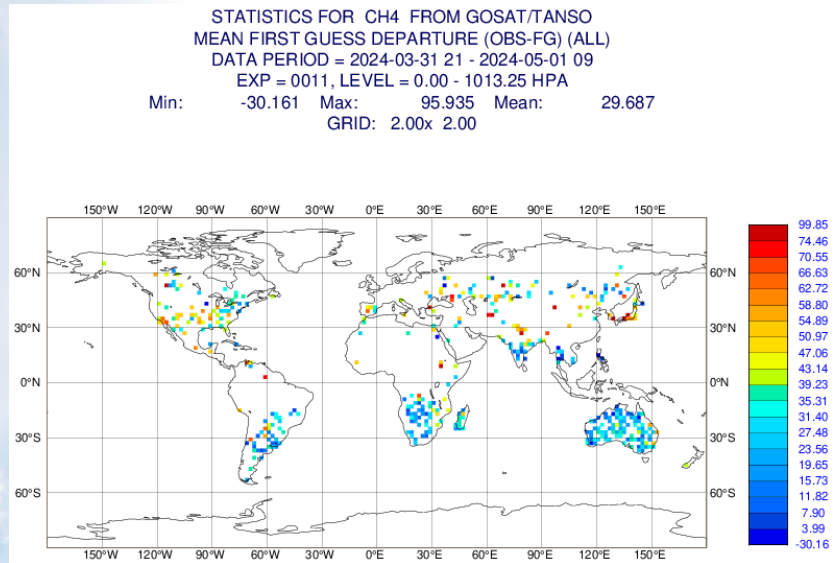 STATISTICS FOR CH4 FROM GOSAT/TANSO
MEAN FIRST GUESS DEPARTURE (OBS-FG) (ALL)
DATA PERIOD = 2024-03-31 21 - 2024-05-01 09
EXP = 0011, LEVEL = 0.00 - 1013.25 HPA
Min: -30.161 Max: 95.935 Mean: 29.687
GRID: 2.00x 2.00
150°W 120°W 90°W 60°W 30°W 0°E 30°E 60°E 90°E 120°E 150°E
60°N 60°N
30°N 30°N
0°N 0°N
30°S 30°S
60°S 60°S
150°W 120°W 90°W 60°W 30°W 0°E 30°E 60°E 90°E 120°E 150°E
99.85
74.46
70.55
66.63
62.72
58.80
54.89
50.97
47.06
43.14
39.23
35.31
31.40
27.48
23.56
19.65
15.73
11.82
7.90
3.99
-30.16